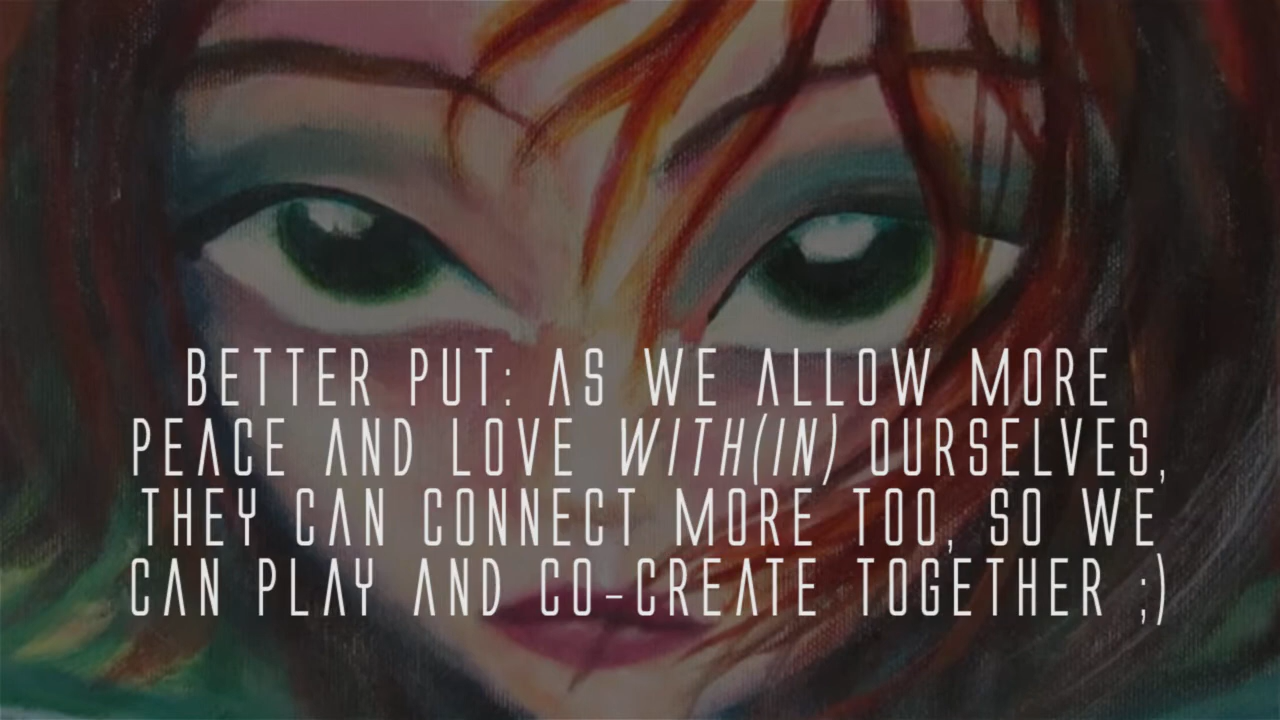 BETTER PUT: AS WE ALLOW MORE
PEACE AND LOVE WITH(IN) OURSELVES,
THEY CAN CONNECT MORE TOO, SO WE
CAN PLAY AND CO-CREATE TOGETHER ;)